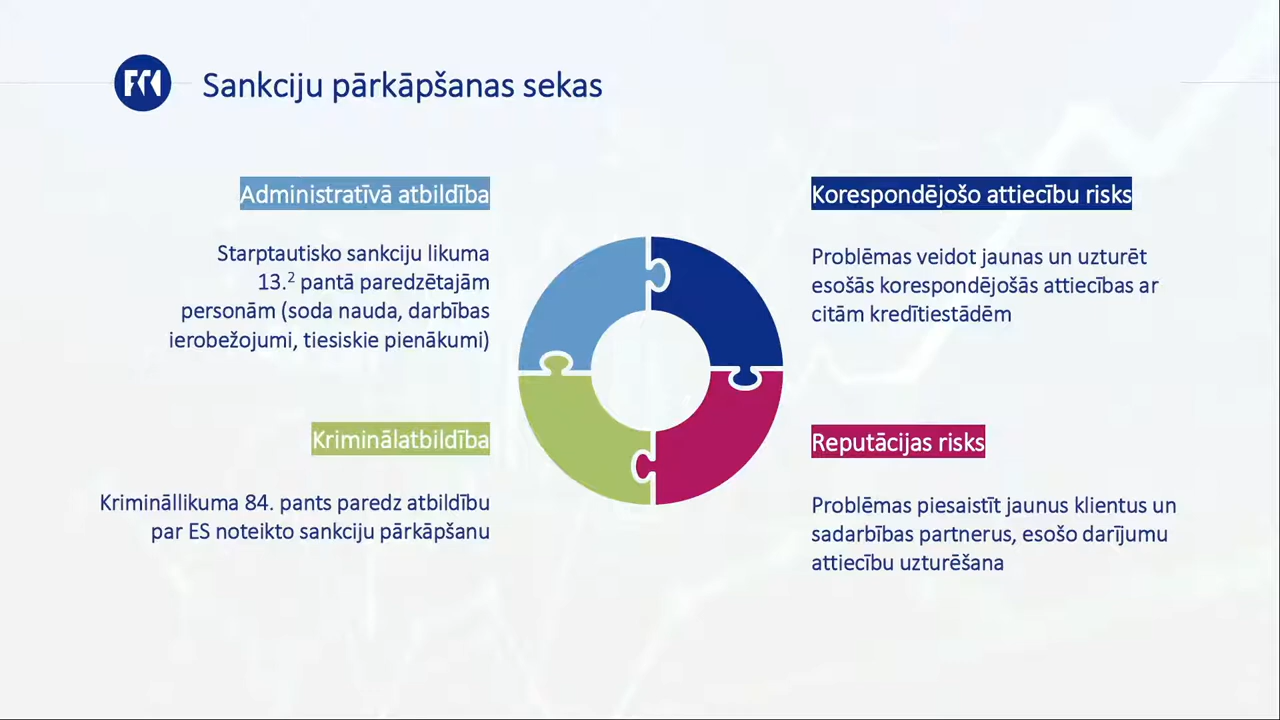 FKTK
Sankciju pārkāpšanas sekas
Administratīvā atbildība
Starptautisko sankciju likuma
13.² pantā paredzētajām
personām (soda nauda, darbības
ierobežojumi, tiesiskie pienākumi)
Kriminālatbildība
Krimināllikuma 84. pants paredz atbildību
par ES noteikto sankciju pārkāpšanu
Korespondējošo attiecību risks
Problēmas veidot jaunas un uzturēt
esošās korespondējošās attiecības ar
citām kredītiestādēm
Reputācijas risks
Problēmas piesaistīt jaunus klientus un
sadarbības partnerus, esošo darījumu
attiecību uzturēšana